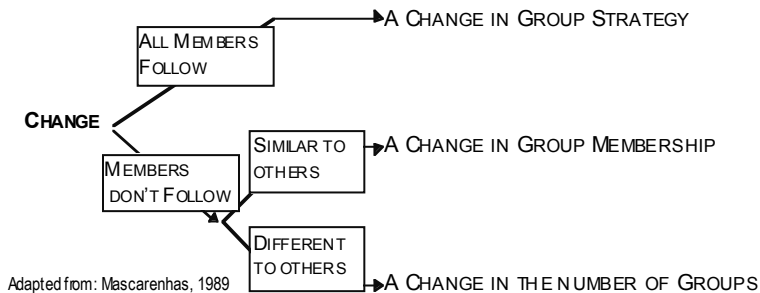 A CHANGE IN GROUP STRATEGY
ALL MEMBERS
FOLLOW
CHANGE
SIMILAR TO
OTHERS
A CHANGE IN GROUP MEMBERSHIP
MEMBERS
DON'T FOLLOW
DIFFERENT
TO OTHERS
A CHANGE IN THE NUMBER OF GROUPS
Adapted from: Mascarenhas, 1989